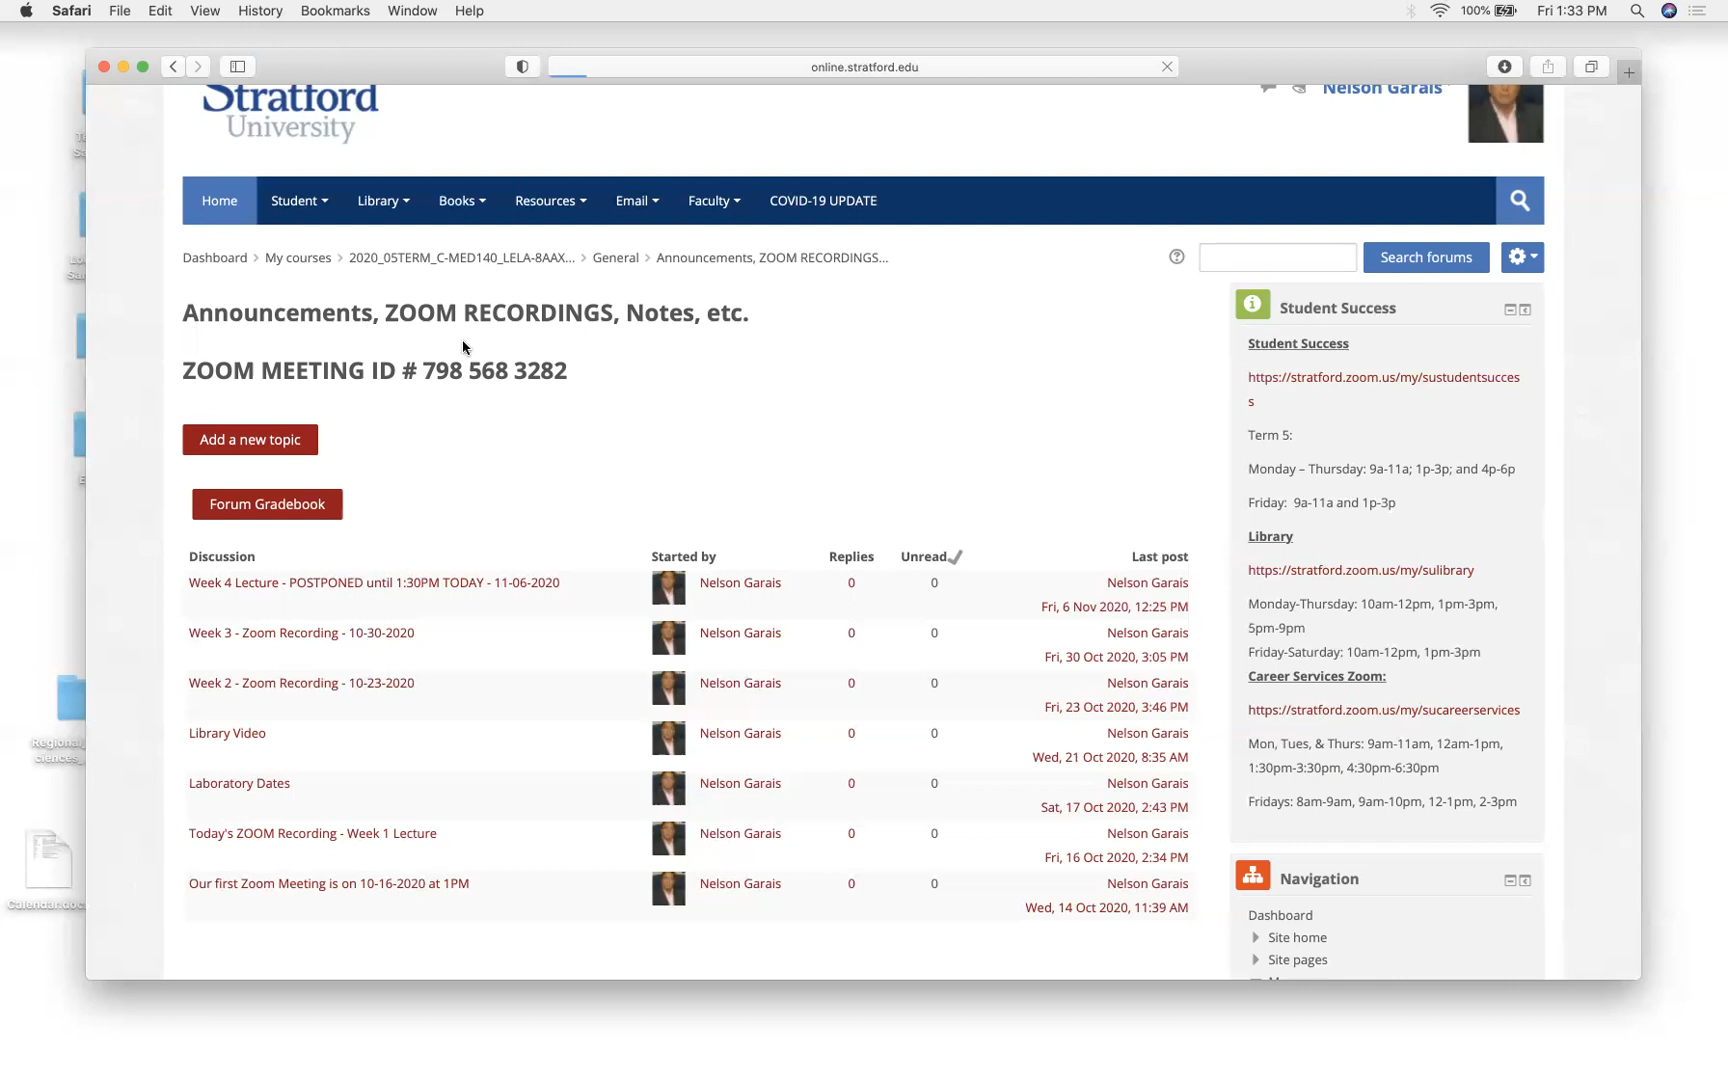 Safari File Edit View History Bookmarks Window Help 100% Fri 1:33 PM
online.stratford.edu
Stratford
University
Nelson Garais
Home Student Library Books Resources Email Faculty COVID-19 UPDATE
Dashboard My courses 2020_05TERM_C-MED140_LELA-8AAX... General Announcements, ZOOM RECORDINGS... Search forums
Announcements, ZOOM RECORDINGS, Notes, etc.
ZOOM MEETING ID # 798 568 3282
Add a new topic
Forum Gradebook
Discussion Started by Replies Unread Last post
Week 4 Lecture - POSTPONED until 1:30PM TODAY - 11-06-2020 Nelson Garais 0 0 Nelson Garais
Fri, 6 Nov 2020, 12:25 PM
Week 3 - Zoom Recording - 10-30-2020 Nelson Garais 0 0 Nelson Garais
Fri, 30 Oct 2020, 3:05 PM
Week 2 - Zoom Recording - 10-23-2020 Nelson Garais 0 0 Nelson Garais
Fri, 23 Oct 2020, 3:46 PM
Library Video Nelson Garais 0 0 Nelson Garais
Wed, 21 Oct 2020, 8:35 AM
Laboratory Dates Nelson Garais 0 0 Nelson Garais
Sat, 17 Oct 2020, 2:43 PM
Today's ZOOM Recording - Week 1 Lecture Nelson Garais 0 0 Nelson Garais
Fri, 16 Oct 2020, 2:34 PM
Our first Zoom Meeting is on 10-16-2020 at 1PM Nelson Garais 0 0 Nelson Garais
Wed, 14 Oct 2020, 11:39 AM
Student Success
Student Success
https://stratford.zoom.us/my/sustudentsucces
s
Term 5:
Monday – Thursday: 9a-11a; 1p-3p; and 4p-6p
Friday: 9a-11a and 1p-3p
Library
https://stratford.zoom.us/my/sulibrary
Monday-Thursday: 10am-12pm, 1pm-3pm,
5pm-9pm
Friday-Saturday: 10am-12pm, 1pm-3pm
Career Services Zoom:
https://stratford.zoom.us/my/sucareerservices
Mon, Tues, & Thurs: 9am-11am, 12am-1pm,
1:30pm-3:30pm, 4:30pm-6:30pm
Fridays: 8am-9am, 9am-10pm, 12-1pm, 2-3pm
Navigation
Dashboard
Site home
Site pages
Regional
ciences_
Calendar.doc